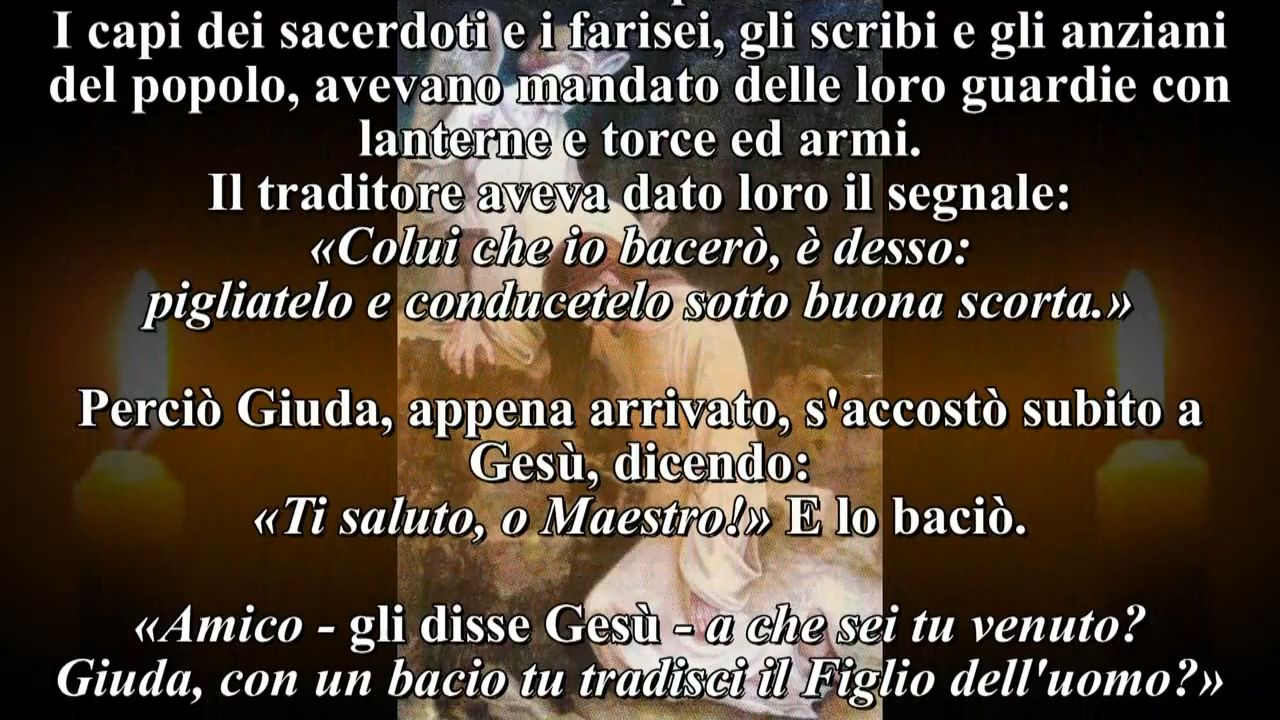 I capi dei sacerdoti e i farisei, gli scribi e gli anziani
del popolo, avevano mandato delle loro guardie con
lanterne e torce ed armi.
Il traditore aveva dato loro il segnale:
«Colui che io bacerò, è desso:
pigliatelo e conducetelo sotto buona scorta.»
Perciò Giuda, appena arrivato, s'accostò subito a
Gesù, dicendo:
«Ti saluto, o Maestro!» E lo baciò.
«Amico - gli disse Gesù - a che sei tu venuto?
Giuda, con un bacio tu tradisci il Figlio dell'uomo?»